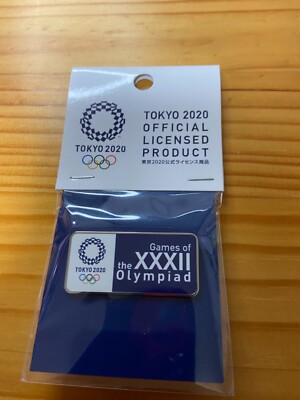 TOKYO 2020
TOKYO 2020
OFFICIAL
LICENSED
PRODUCT
東京2020公式ライセンス商品
TOKYO 2020
Games of
the XXXII
Olympiad